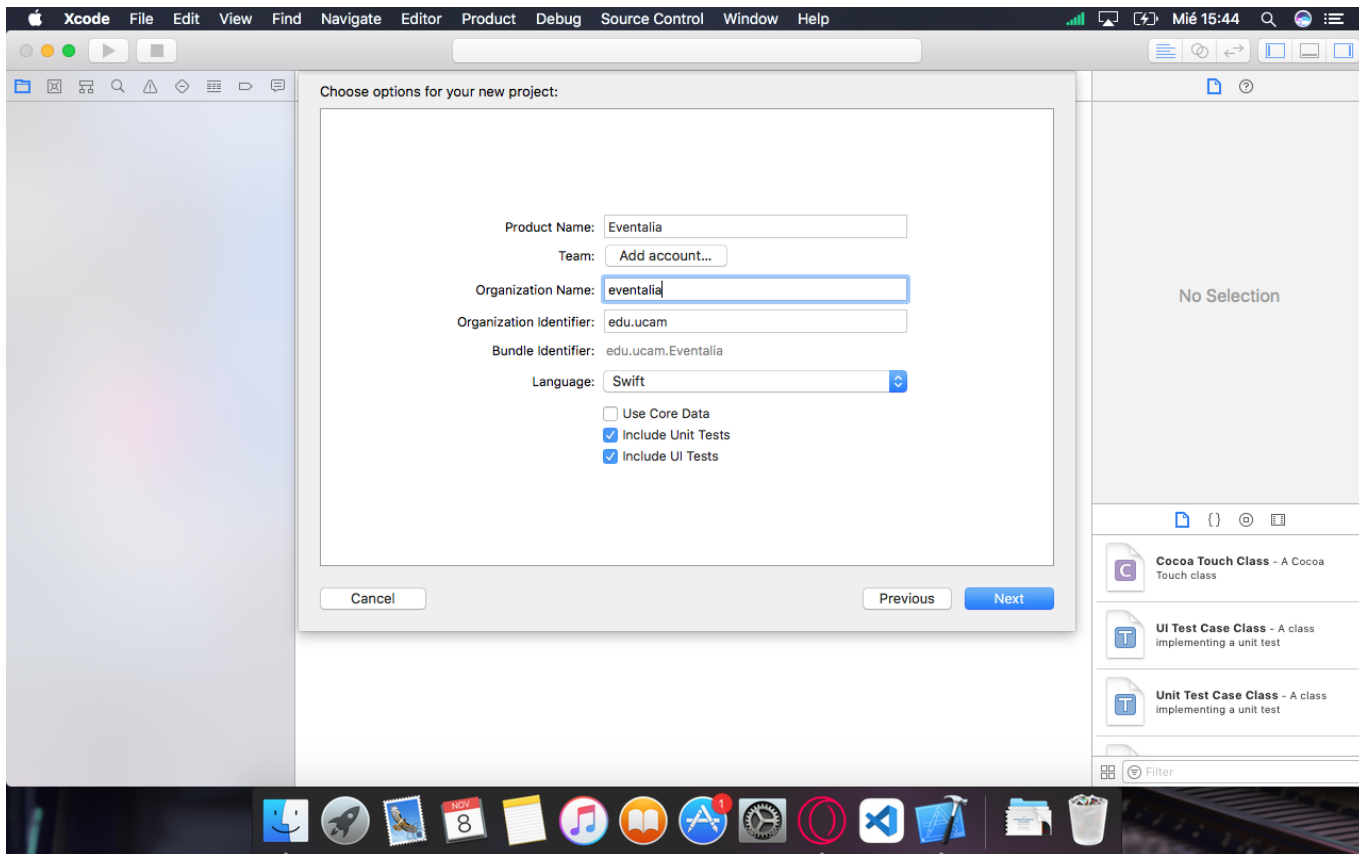 Xcode File Edit View Find Navigate Editor Product Debug Source Control Window Help Mié 15:44
Choose options for your new project:
Product Name: Eventalia
Team: Add account...
Organization Name: eventalia
Organization Identifier: edu.ucam
Bundle Identifier: edu.ucam.Eventalia
Language: Swift
Use Core Data
Include Unit Tests
Include UI Tests
Cancel Previous Next
No Selection
{}
C
Cocoa Touch Class - A Cocoa
Touch class
T
UI Test Case Class - A class
implementing a unit test
T
Unit Test Case Class - A class
implementing a unit test
Filter
NOV
8
1